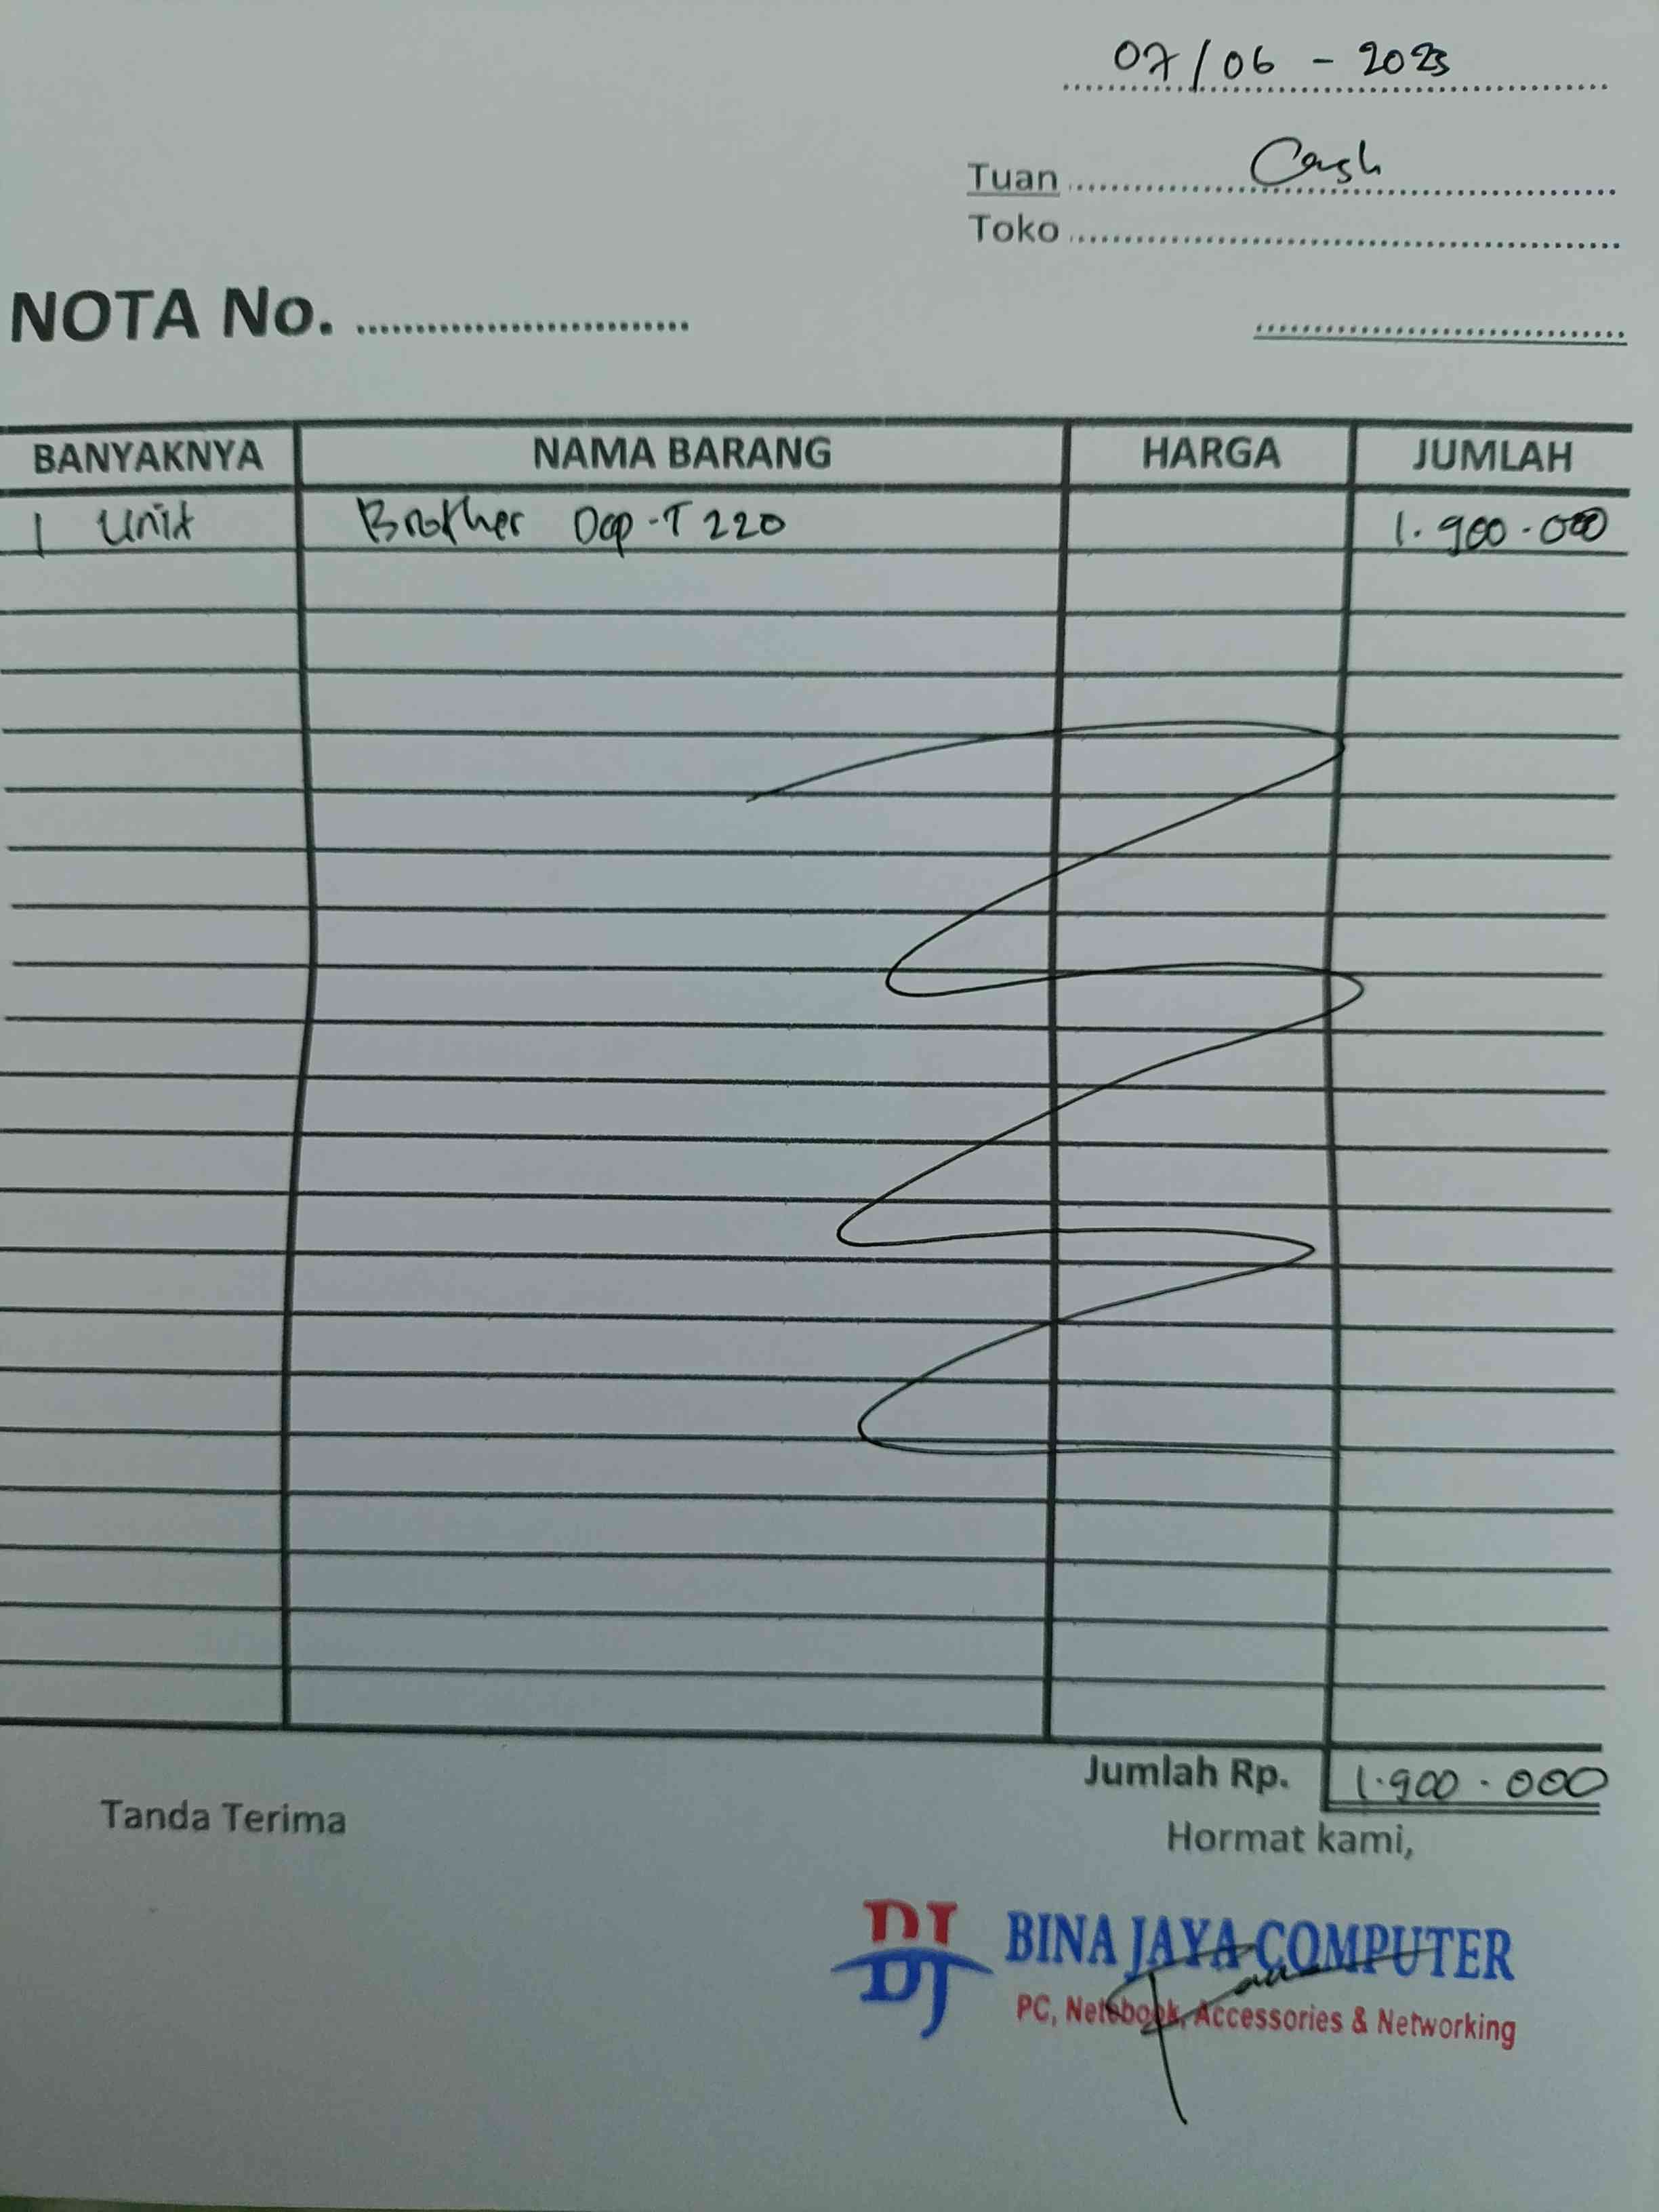 07/06 - 2023
Tuan Cash
Toko
NOTA No.
BANYAKNYA NAMA BARANG HARGA JUMLAH
1 Unit Brother Dcp-T220 1.900.000
Jumlah Rp. 1.900.000
Tanda Terima
Hormat kami,
BJ BINA JAYA COMPUTER
PC, Netebook, Accessories & Networking